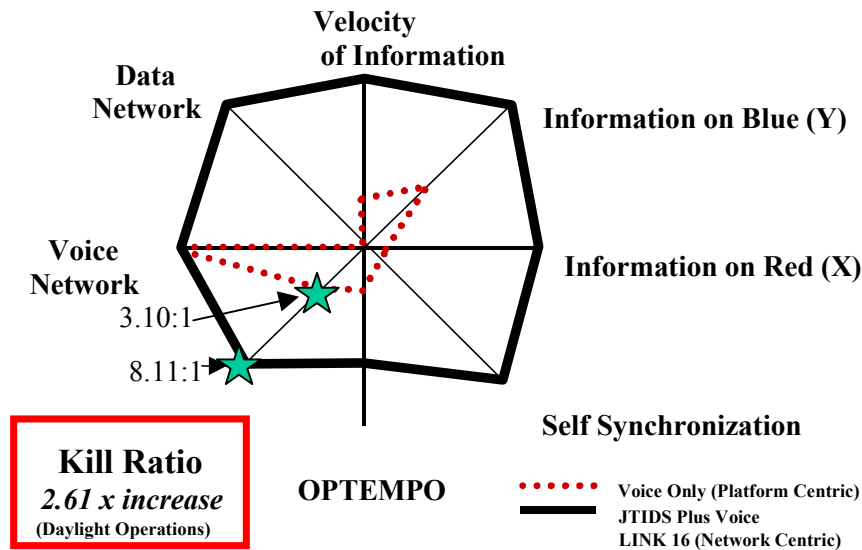 Velocity
of Information
Data
Network
Information on Blue (Y)
Voice
Network
Information on Red (X)
3.10:1
8.11:1
Self Synchronization
Kill Ratio
2.61 x increase
(Daylight Operations)
OPTEMPO
Voice Only (Platform Centric)
JTIDS Plus Voice
LINK 16 (Network Centric)